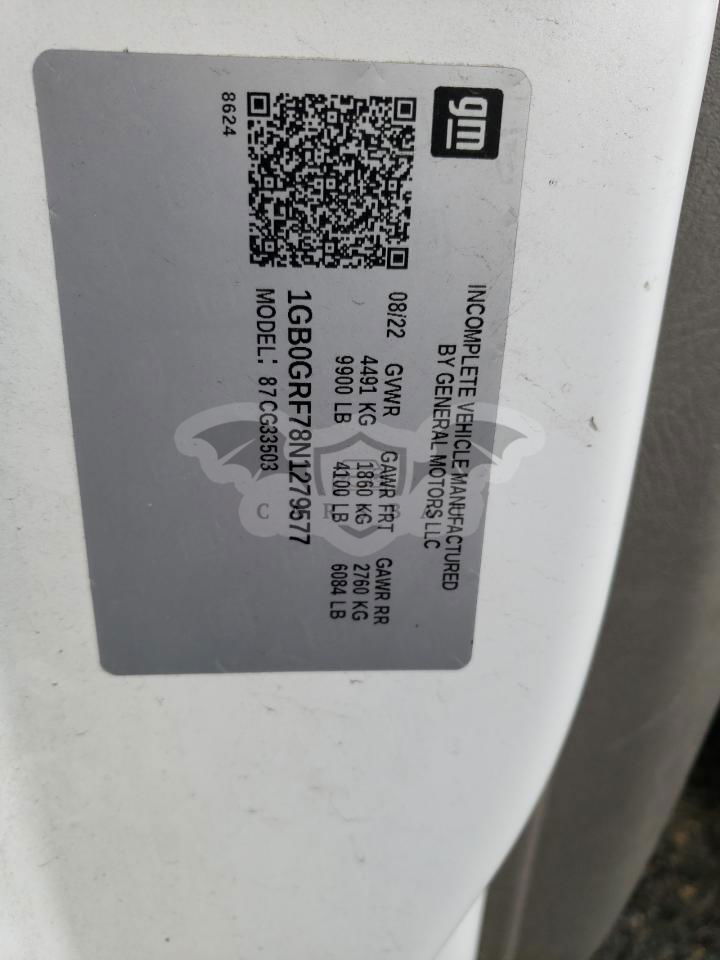 gm
INCOMPLETE VEHICLE MANUFACTURED
BY GENERAL MOTORS LLC
08/22 GVWR GAWR FRT GAWR RR
4491 KG 1860 KG 2760 KG
9900 LB 4100 LB 6084 LB
1GB0GRF78N1279577
MODEL: 87CG33503
8624